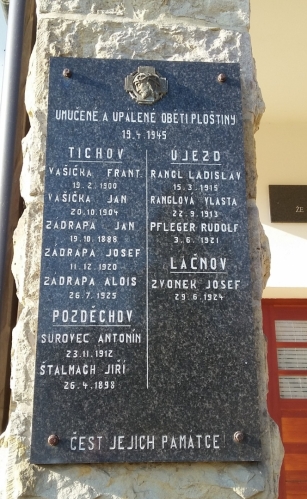 UMUČENÉ A UPÁLENÉ OBĚTI PLOŠTINY
19.4.1945
TICHOV
VAŠIČKA FRANT.
19.2.1900
VAŠIČKA JAN
20.10.1904
ZÁDRAPA JAN
19.10.1888
ZÁDRAPA JOSEF
11.12.1920
ZÁDRAPA ALOIS
26.7.1925
POZDĚCHOV
SUROVEC ANTONÍN
23.11.1912
ŠTALMACH JIŘÍ
26.4.1898
ÚJEZD
RANGL LADISLAV
15.3.1915
RANGLOVÁ VLASTA
22.9.1913
PFLEGER RUDOLF
3.6.1921
LAČNOV
ZVONEK JOSEF
29.6.1924
ČEST JEJICH PAMÁTCE
ŽE